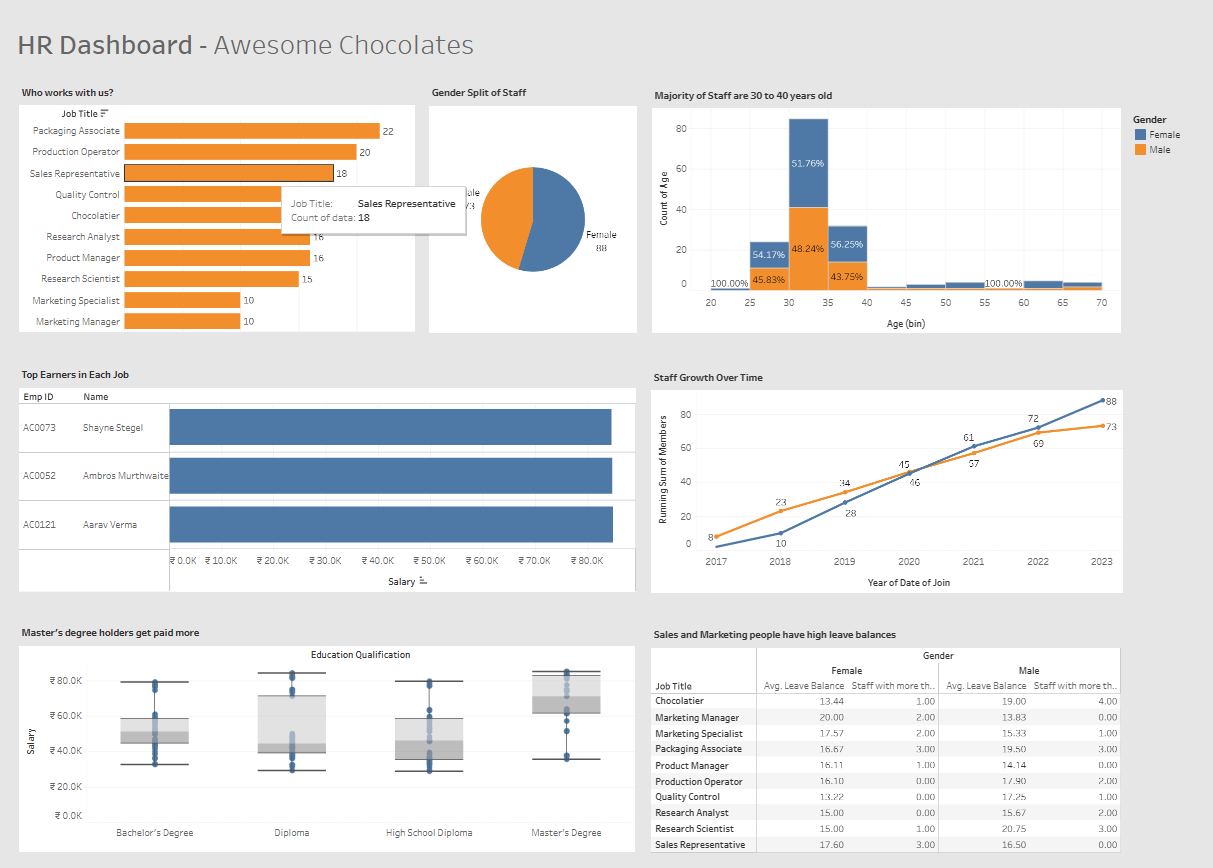 HR Dashboard - Awesome Chocolates
Who works with us?
Job Title
Packaging Associate 22
Production Operator 20
Sales Representative 18
Quality Control
Chocolatier
Research Analyst 16
Product Manager 16
Research Scientist 15
Marketing Specialist 10
Marketing Manager 10
Job Title: Sales Representative
Count of data: 18
Gender Split of Staff
Female
88
Majority of Staff are 30 to 40 years old
Count of Age
80
60
40
20
0
51.76%
48.24%
54.17%
45.83%
56.25%
43.75%
100.00%
100.00%
20 25 30 35 40 45 50 55 60 65 70
Age (bin)
Gender
Female
Male
Top Earners in Each Job
Emp ID Name
AC0073 Shayne Stegel
AC0052 Ambros Murthwaite
AC0121 Aarav Verma
₹ 0.0K ₹ 10.0K ₹ 20.0K ₹ 30.0K ₹ 40.0K ₹ 50.0K ₹ 60.0K ₹ 70.0K ₹ 80.0K
Salary
Staff Growth Over Time
Running Sum of Members
80
60
40
20
0
8
23
10
34
28
45
46
61
57
72
69
88
73
2017 2018 2019 2020 2021 2022 2023
Year of Date of Join
Master's degree holders get paid more
Education Qualification
Salary
₹ 80.0K
₹ 60.0K
₹ 40.0K
₹ 20.0K
₹ 0.0K
Bachelor's Degree Diploma High School Diploma Master's Degree
Sales and Marketing people have high leave balances
Gender
Female Male
Job Title Avg. Leave Balance Staff with more th.. Avg. Leave Balance Staff with more th..
Chocolatier 13.44 1.00 19.00 4.00
Marketing Manager 20.00 2.00 13.83 0.00
Marketing Specialist 17.57 2.00 15.33 1.00
Packaging Associate 16.67 3.00 19.50 3.00
Product Manager 16.11 1.00 14.14 0.00
Production Operator 16.10 0.00 17.90 2.00
Quality Control 13.22 0.00 17.25 1.00
Research Analyst 15.00 0.00 15.67 2.00
Research Scientist 15.00 1.00 20.75 3.00
Sales Representative 17.60 3.00 16.50 0.00